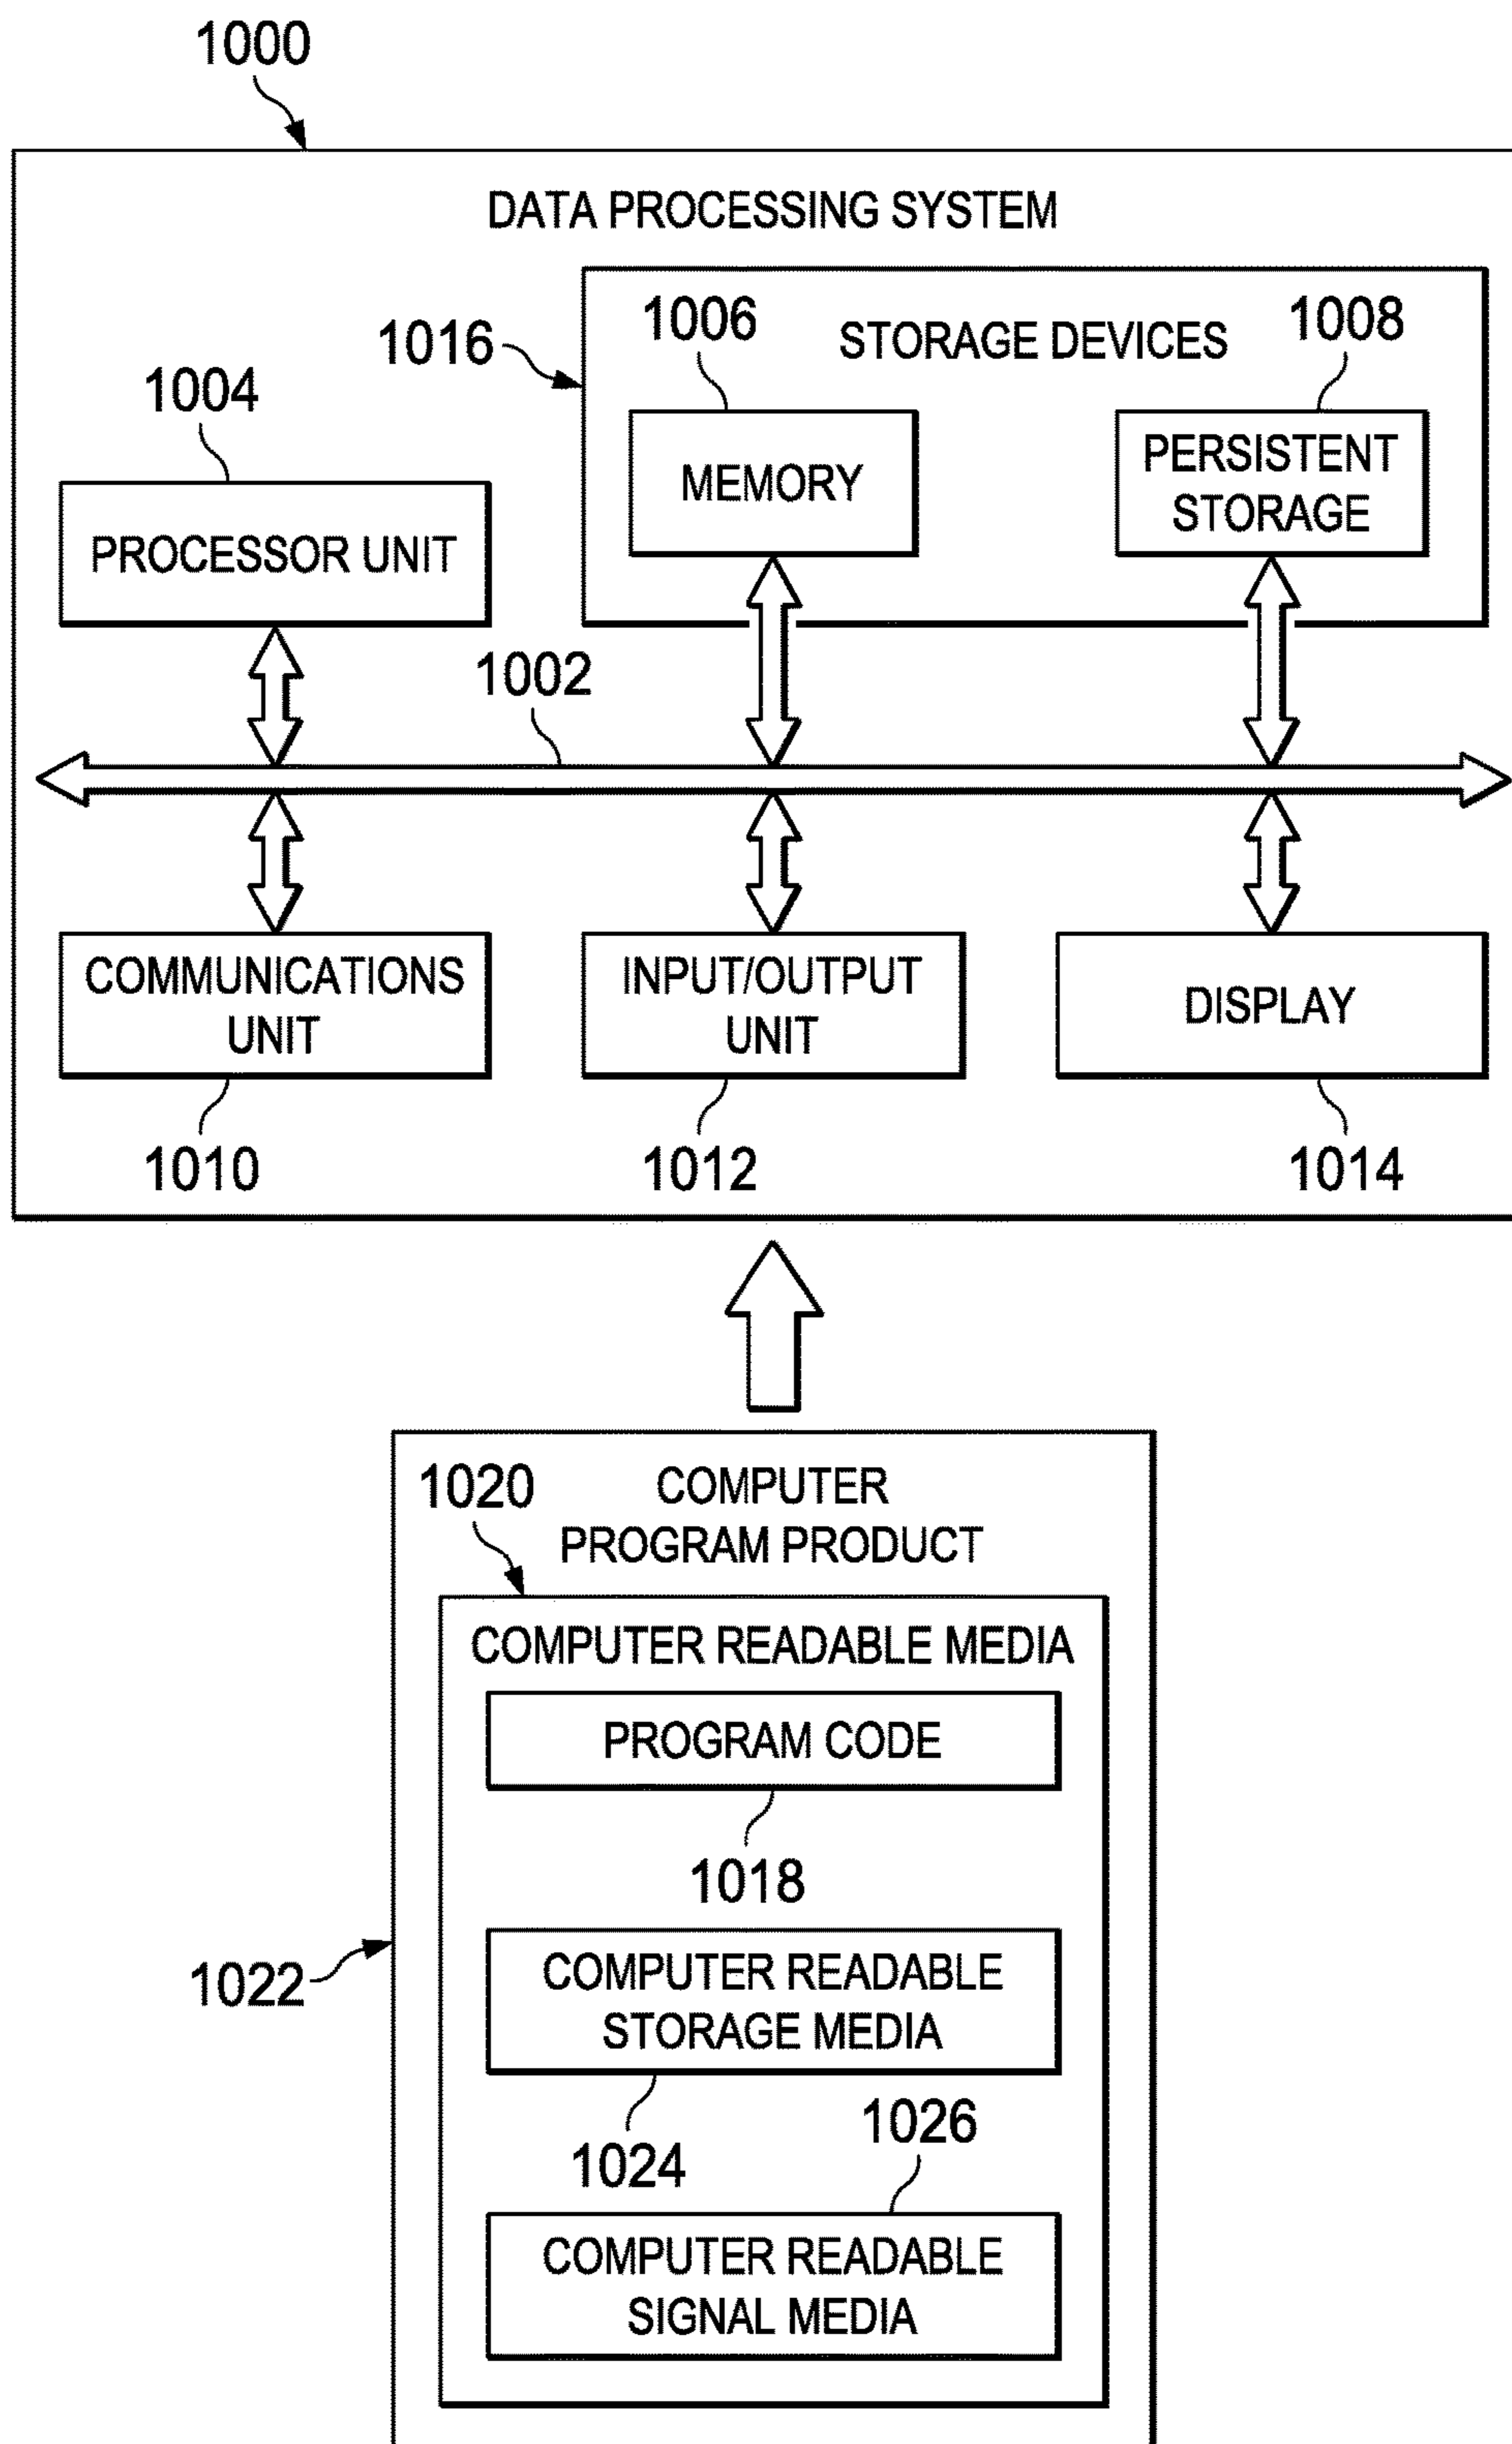 1000
DATA PROCESSING SYSTEM
1016
1006
STORAGE DEVICES
1008
1004
MEMORY
PERSISTENT
STORAGE
PROCESSOR UNIT
1002
COMMUNICATIONS
UNIT
INPUT/OUTPUT
UNIT
DISPLAY
1010
1012
1014
1020
COMPUTER
PROGRAM PRODUCT
COMPUTER READABLE MEDIA
PROGRAM CODE
1018
1022
COMPUTER READABLE
STORAGE MEDIA
1024
1026
COMPUTER READABLE
SIGNAL MEDIA